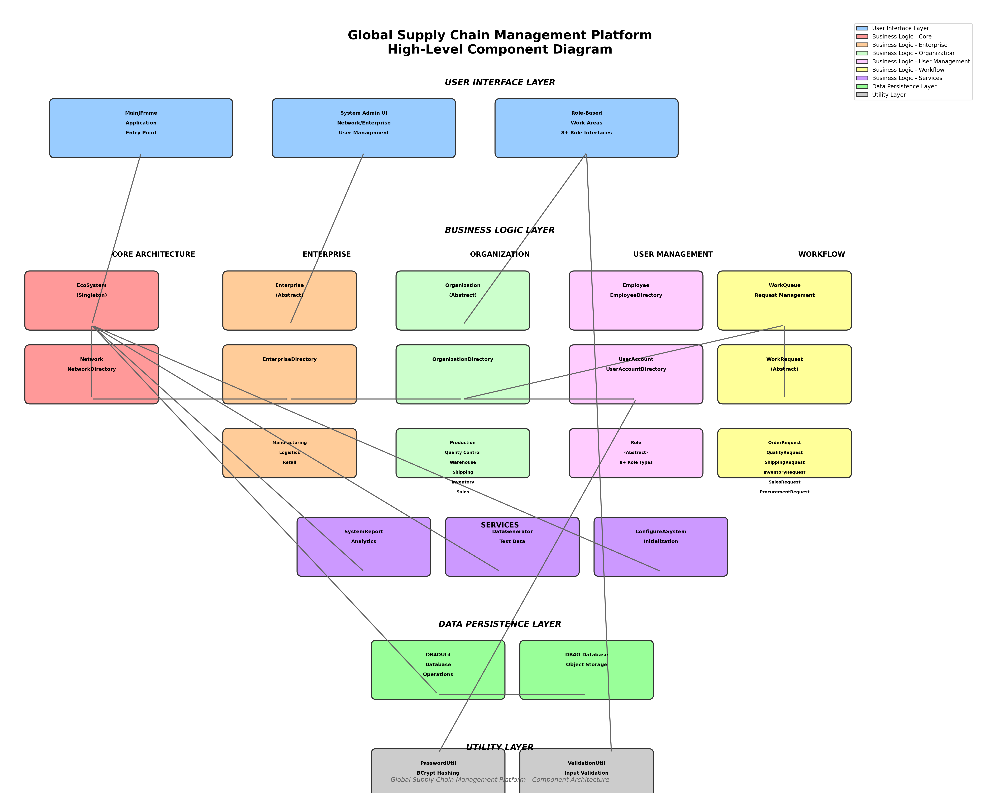 Global Supply Chain Management Platform
High-Level Component Diagram
User Interface Layer
Business Logic - Core
Business Logic - Enterprise
Business Logic - Organization
Business Logic - User Management
Business Logic - Workflow
Business Logic - Services
Data Persistence Layer
Utility Layer
USER INTERFACE LAYER
MainJFrame
Application
Entry Point
System Admin UI
Network/Enterprise
User Management
Role-Based
Work Areas
8+ Role Interfaces
BUSINESS LOGIC LAYER
CORE ARCHITECTURE
ENTERPRISE
ORGANIZATION
USER MANAGEMENT
WORKFLOW
EcoSystem
(Singleton)
Enterprise
(Abstract)
Organization
(Abstract)
Employee
EmployeeDirectory
WorkQueue
Request Management
Network
NetworkDirectory
EnterpriseDirectory
OrganizationDirectory
UserAccount
UserAccountDirectory
WorkRequest
(Abstract)
Manufacturing
Logistics
Retail
Production
Quality Control
Warehouse
Shipping
Inventory
Sales
Role
(Abstract)
8+ Role Types
OrderRequest
QualityRequest
ShippingRequest
InventoryRequest
SalesRequest
ProcurementRequest
SERVICES
SystemReport
Analytics
DataGenerator
Test Data
ConfigureASystem
Initialization
DATA PERSISTENCE LAYER
DB4OUtil
Database
Operations
DB4O Database
Object Storage
UTILITY LAYER
PasswordUtil
BCrypt Hashing
ValidationUtil
Input Validation
Global Supply Chain Management Platform - Component Architecture